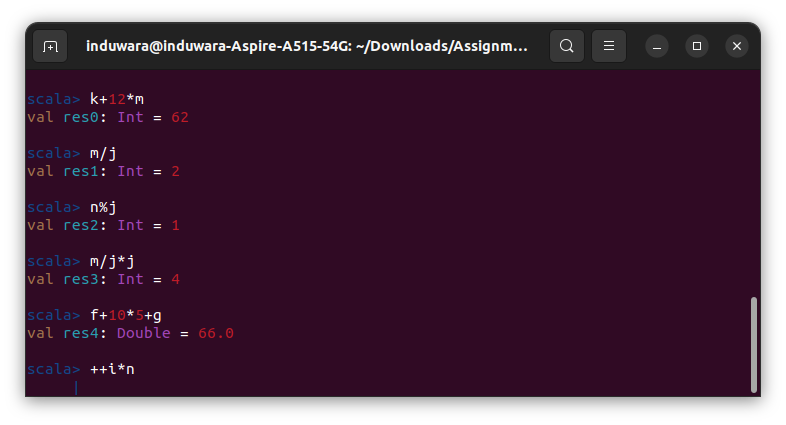 induwara@induwara-Aspire-A515-54G: ~/Downloads/Assignm...
scala> k+12*m
val res0: Int = 62
scala> m/j
val res1: Int = 2
scala> n%j
val res2: Int = 1
scala> m/j*j
val res3: Int = 4
scala> f+10*5+g
val res4: Double = 66.0
scala> ++i*n
|